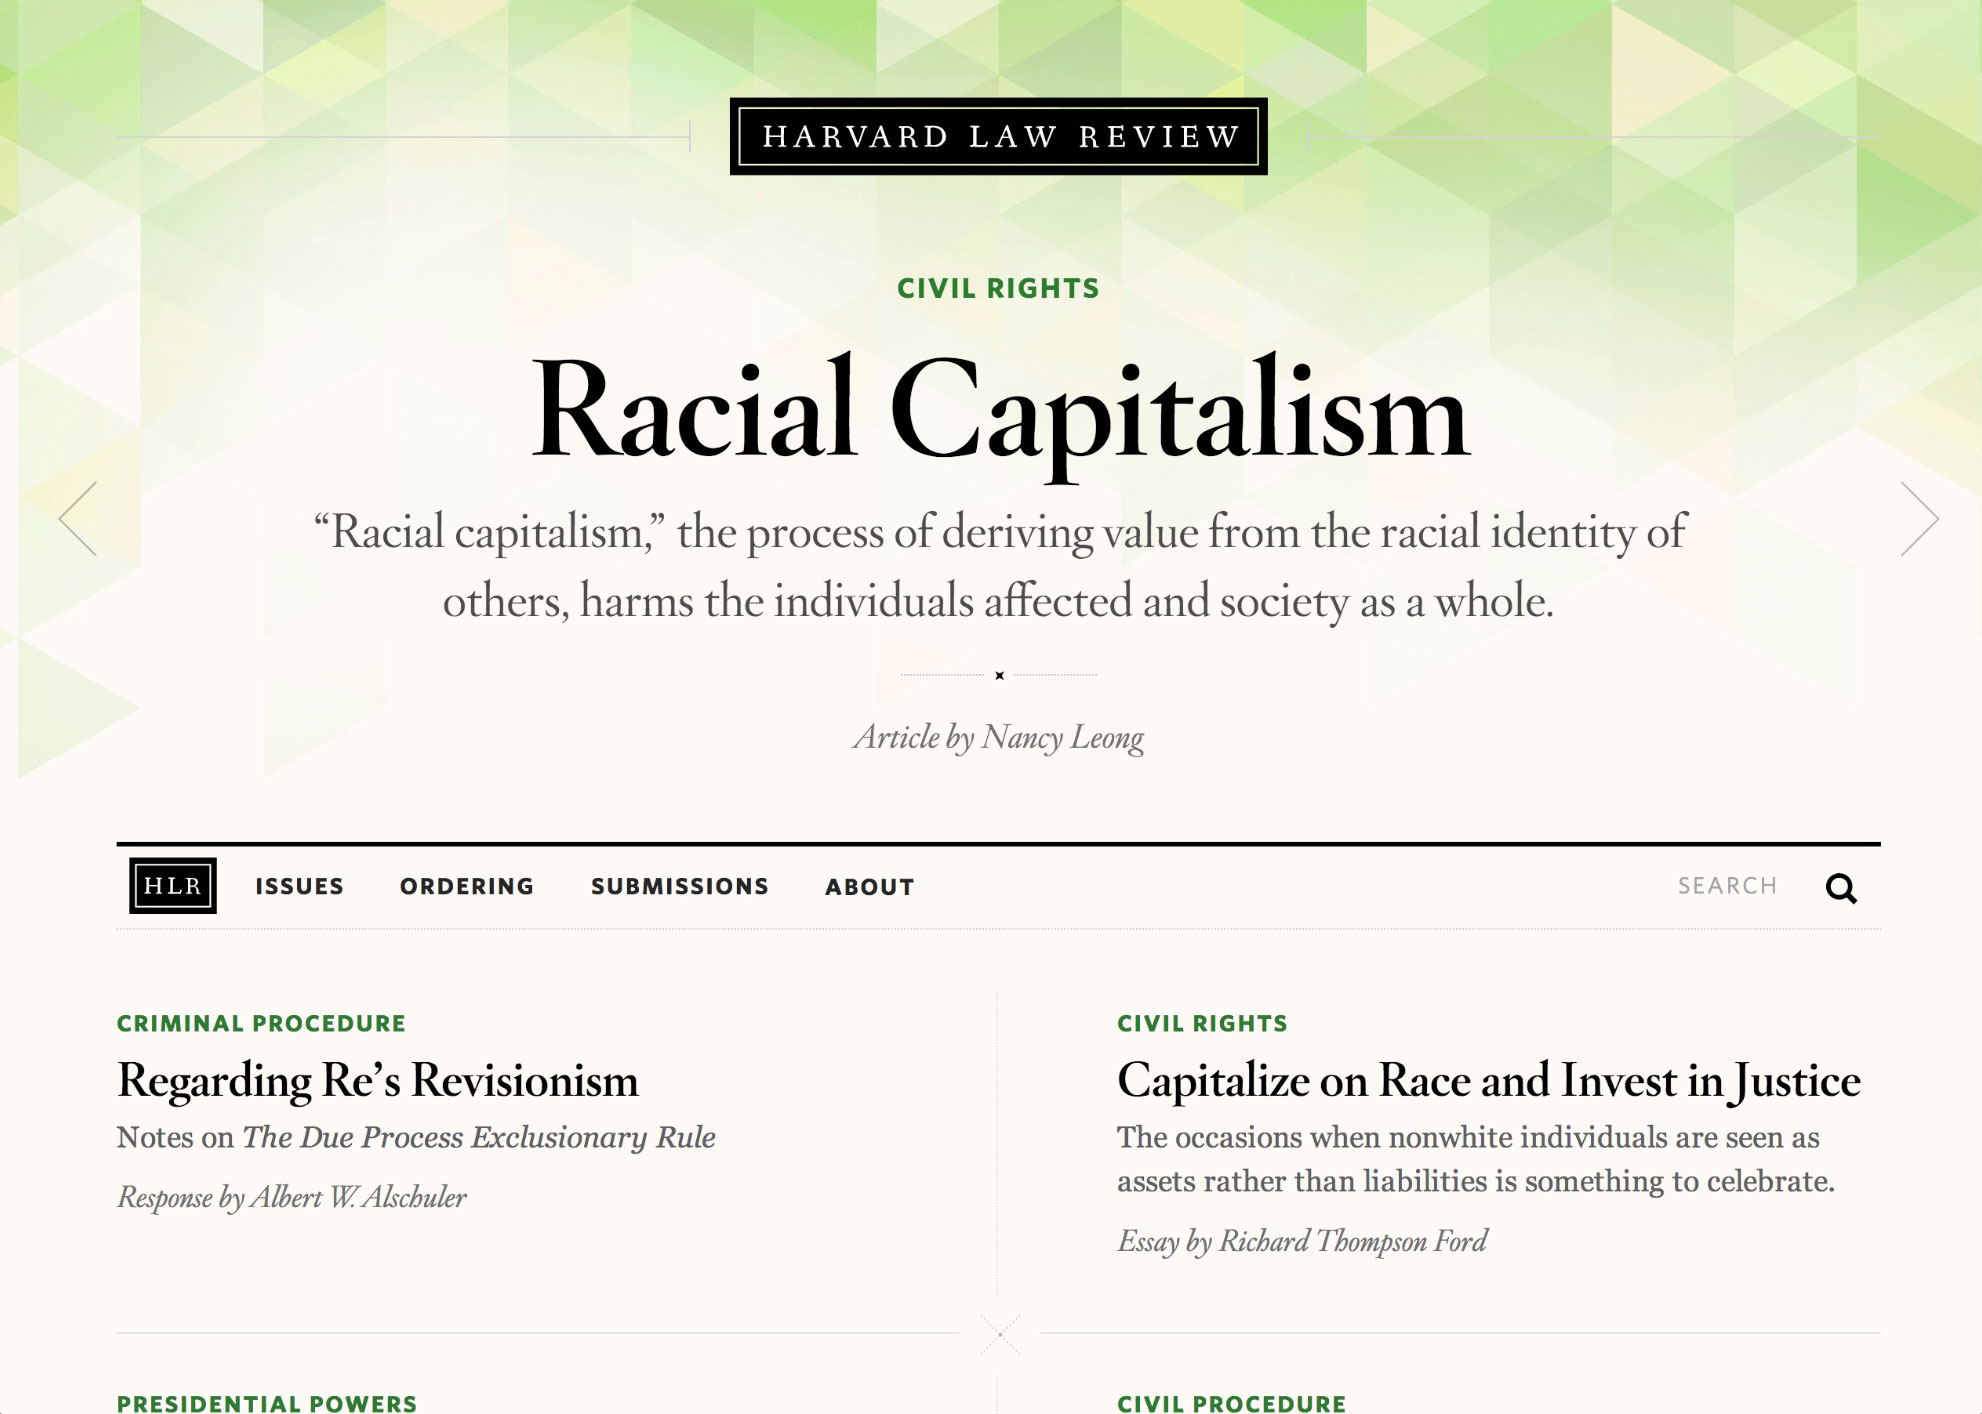 HARVARD LAW REVIEW
CIVIL RIGHTS
Racial Capitalism
“Racial capitalism,” the process of deriving value from the racial identity of
others, harms the individuals affected and society as a whole.
Article by Nancy Leong
HLR ISSUES ORDERING SUBMISSIONS ABOUT SEARCH
CRIMINAL PROCEDURE
Regarding Re’s Revisionism
Notes on The Due Process Exclusionary Rule
Response by Albert W. Alschuler
CIVIL RIGHTS
Capitalize on Race and Invest in Justice
The occasions when nonwhite individuals are seen as
assets rather than liabilities is something to celebrate.
Essay by Richard Thompson Ford
PRESIDENTIAL POWERS
CIVIL PROCEDURE